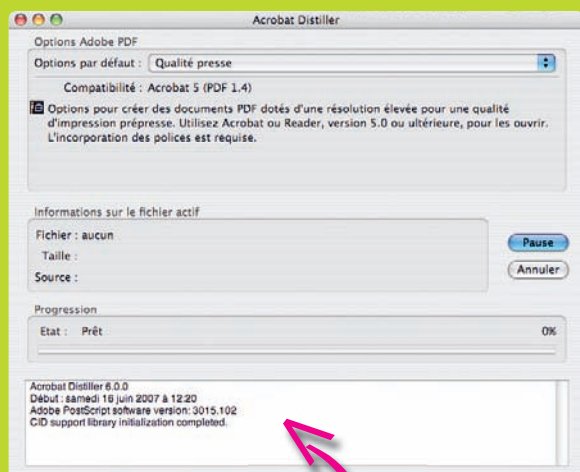 Acrobat Distiller
Options Adobe PDF
Options par défaut : Qualité presse
Compatibilité : Acrobat 5 (PDF 1.4)
Options pour créer des documents PDF dotés d'une résolution élevée pour une qualité
d'impression prépresse. Utilisez Acrobat ou Reader, version 5.0 ou ultérieure, pour les ouvrir.
L'incorporation des polices est requise.
Informations sur le fichier actif
Fichier : aucun
Taille :
Source :
Pause
Annuler
Progression
Etat : Prêt 0%
Acrobat Distiller 6.0.0
Début : samedi 16 juin 2007 à 12:20
Adobe PostScript software version: 3015.102
CID support library initialization completed.